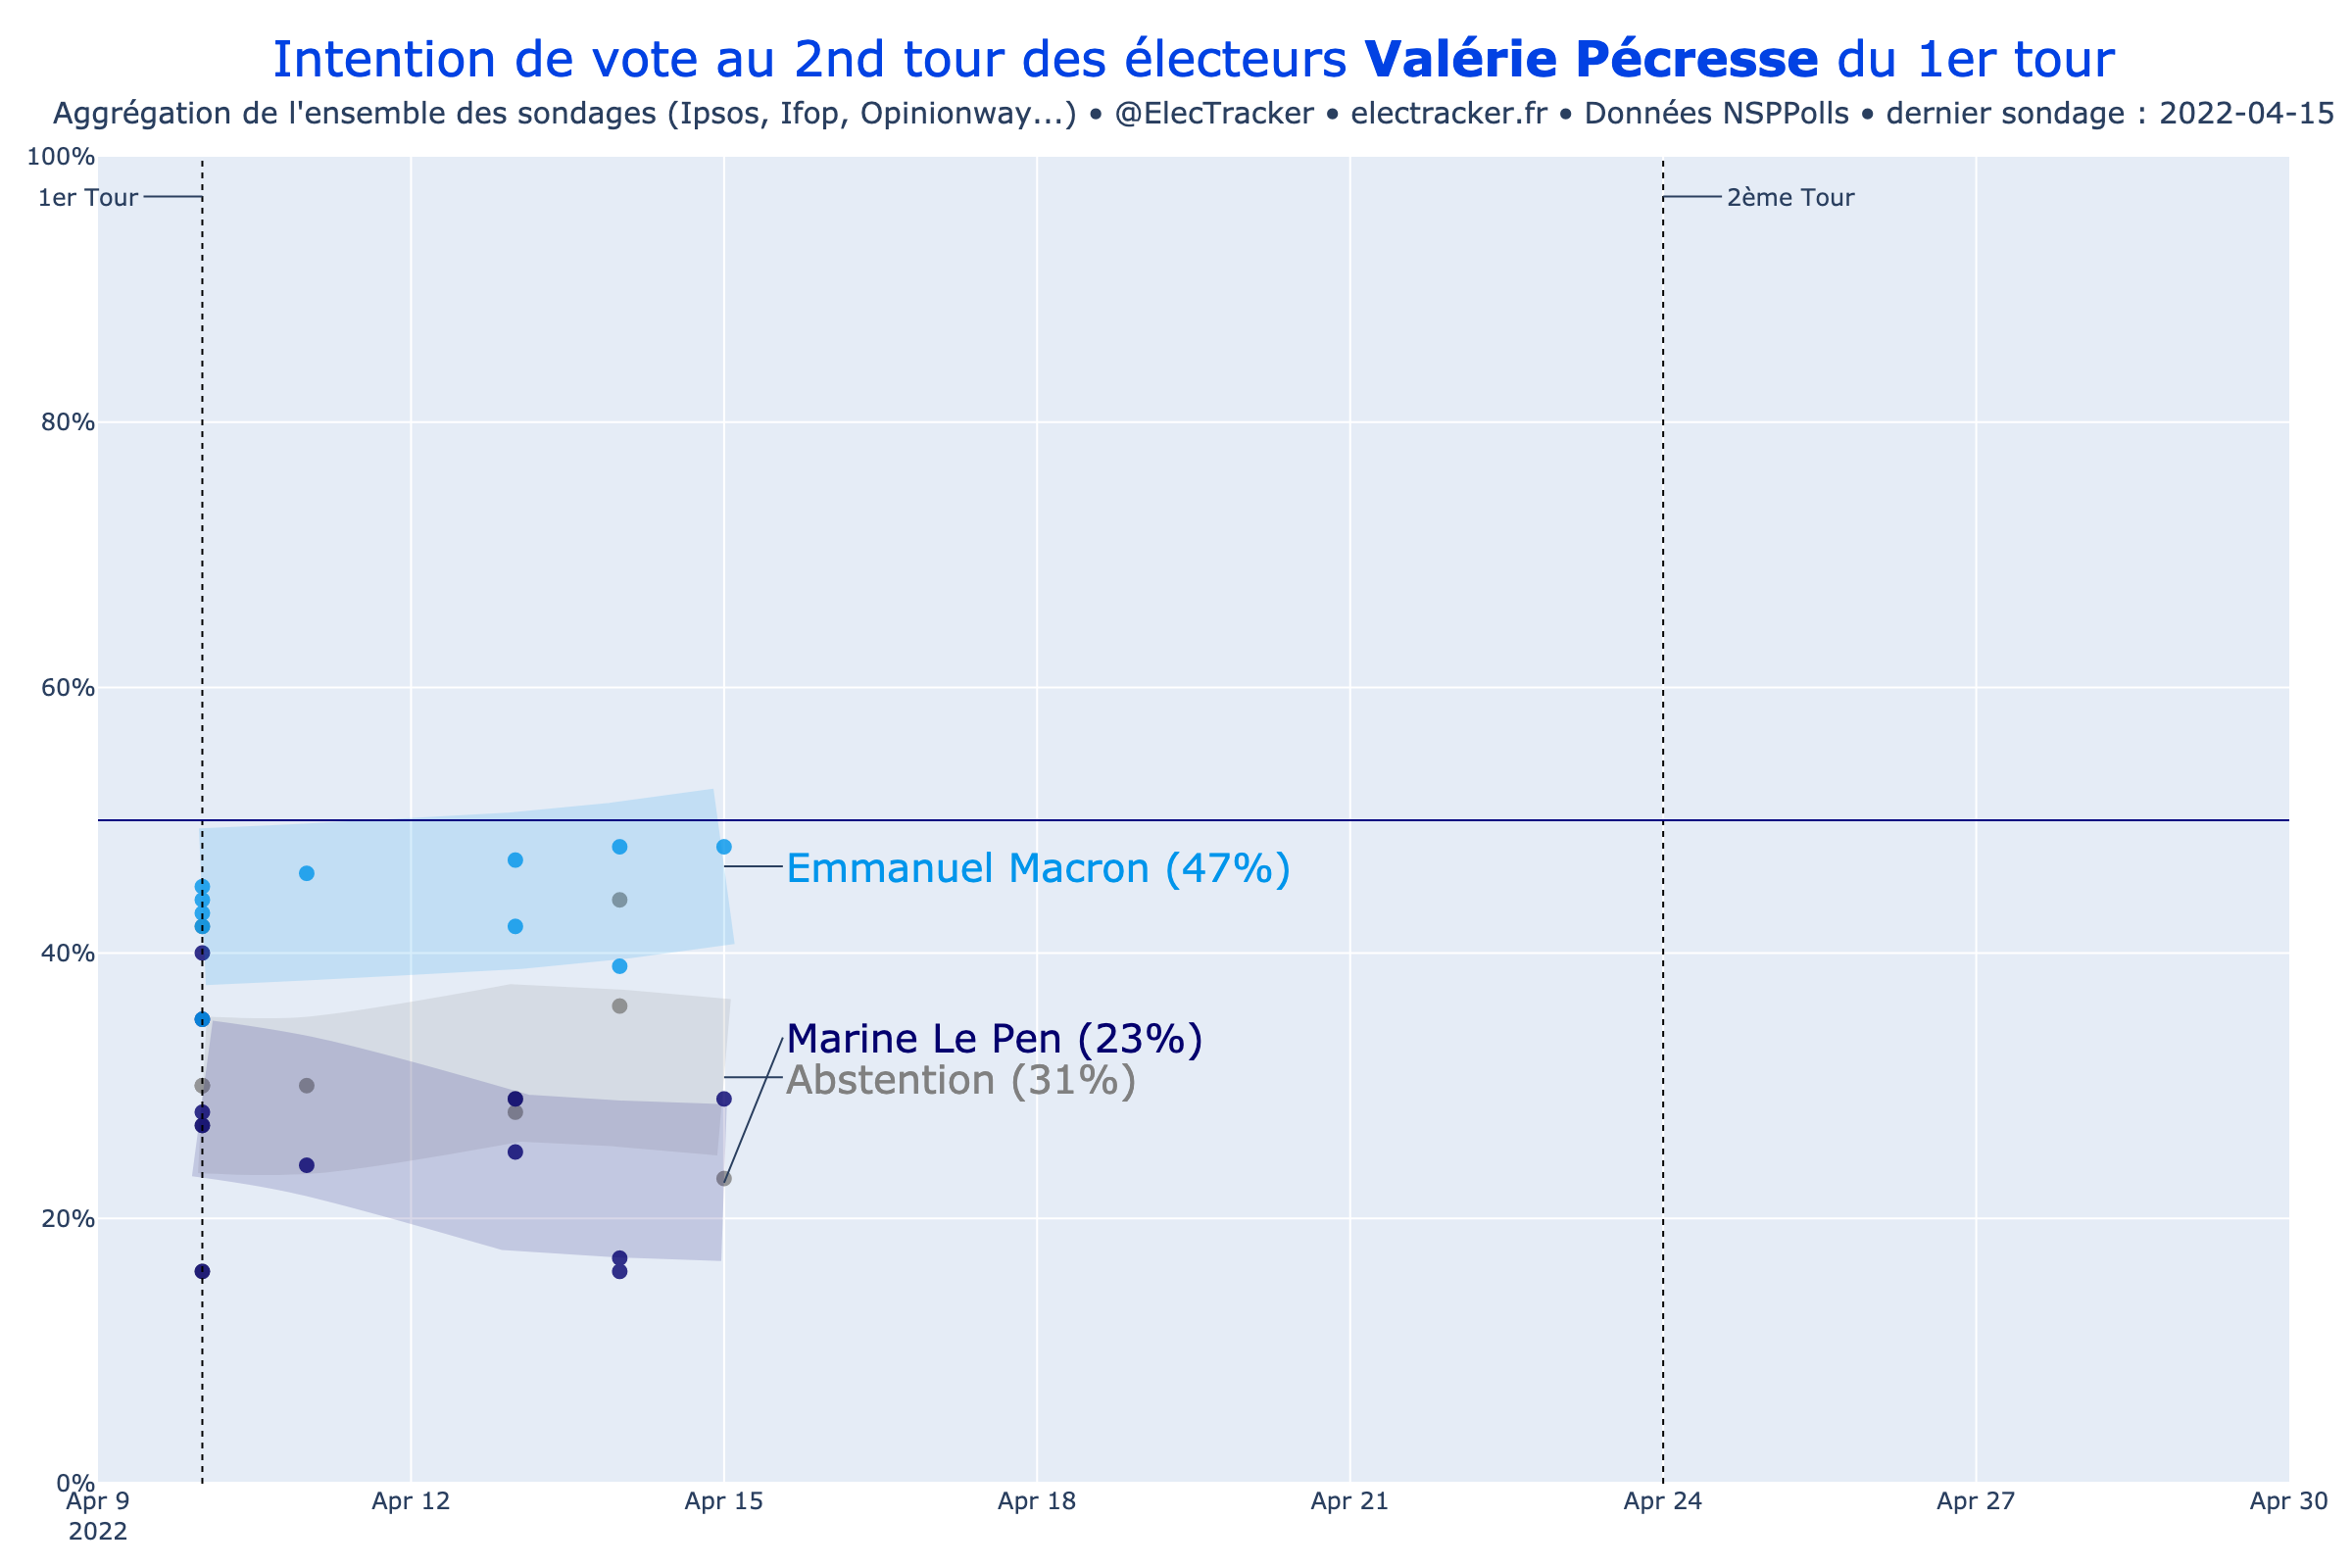 Intention de vote au 2nd tour des électeurs Valérie Pécresse du 1er tour
Aggrégation de l'ensemble des sondages (Ipsos, Ifop, Opinionway...) • @ElecTracker • electracker.fr • Données NSPPolls • dernier sondage : 2022-04-15
100%
1er Tour
2ème Tour
80%
60%
Emmanuel Macron (47%)
40%
Marine Le Pen (23%)
Abstention (31%)
20%
0%
Apr 9
2022
Apr 12
Apr 15
Apr 18
Apr 21
Apr 24
Apr 27
Apr 30